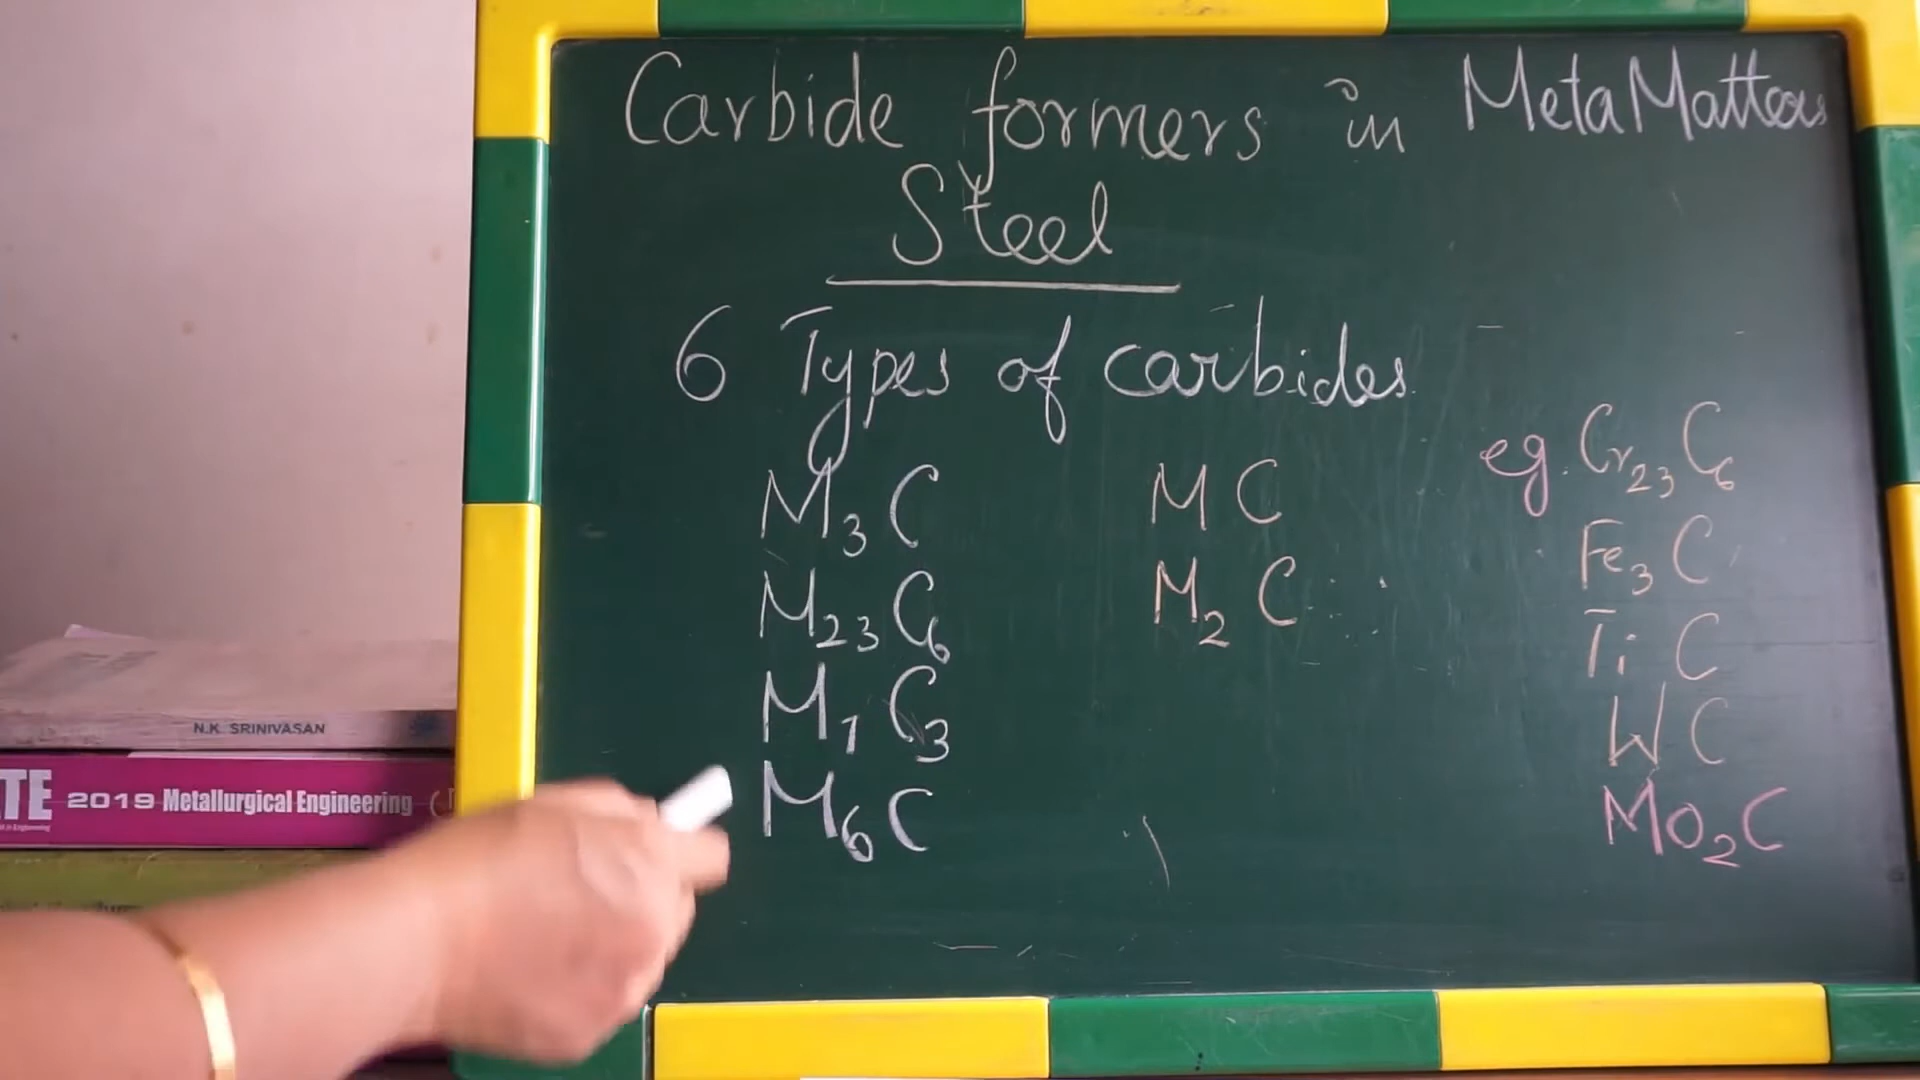 Carbide formers in
MetaMatters
Steel
6 Types of carbides
M₃C
M₂₃C₆
M₇C₃
M₆C
MC
M₂C
eg. Cr₂₃C₆
Fe₃C
TiC
WC
Mo₂C
N.K. SRINIVASAN
TE 2019 Metallurgical Engineering